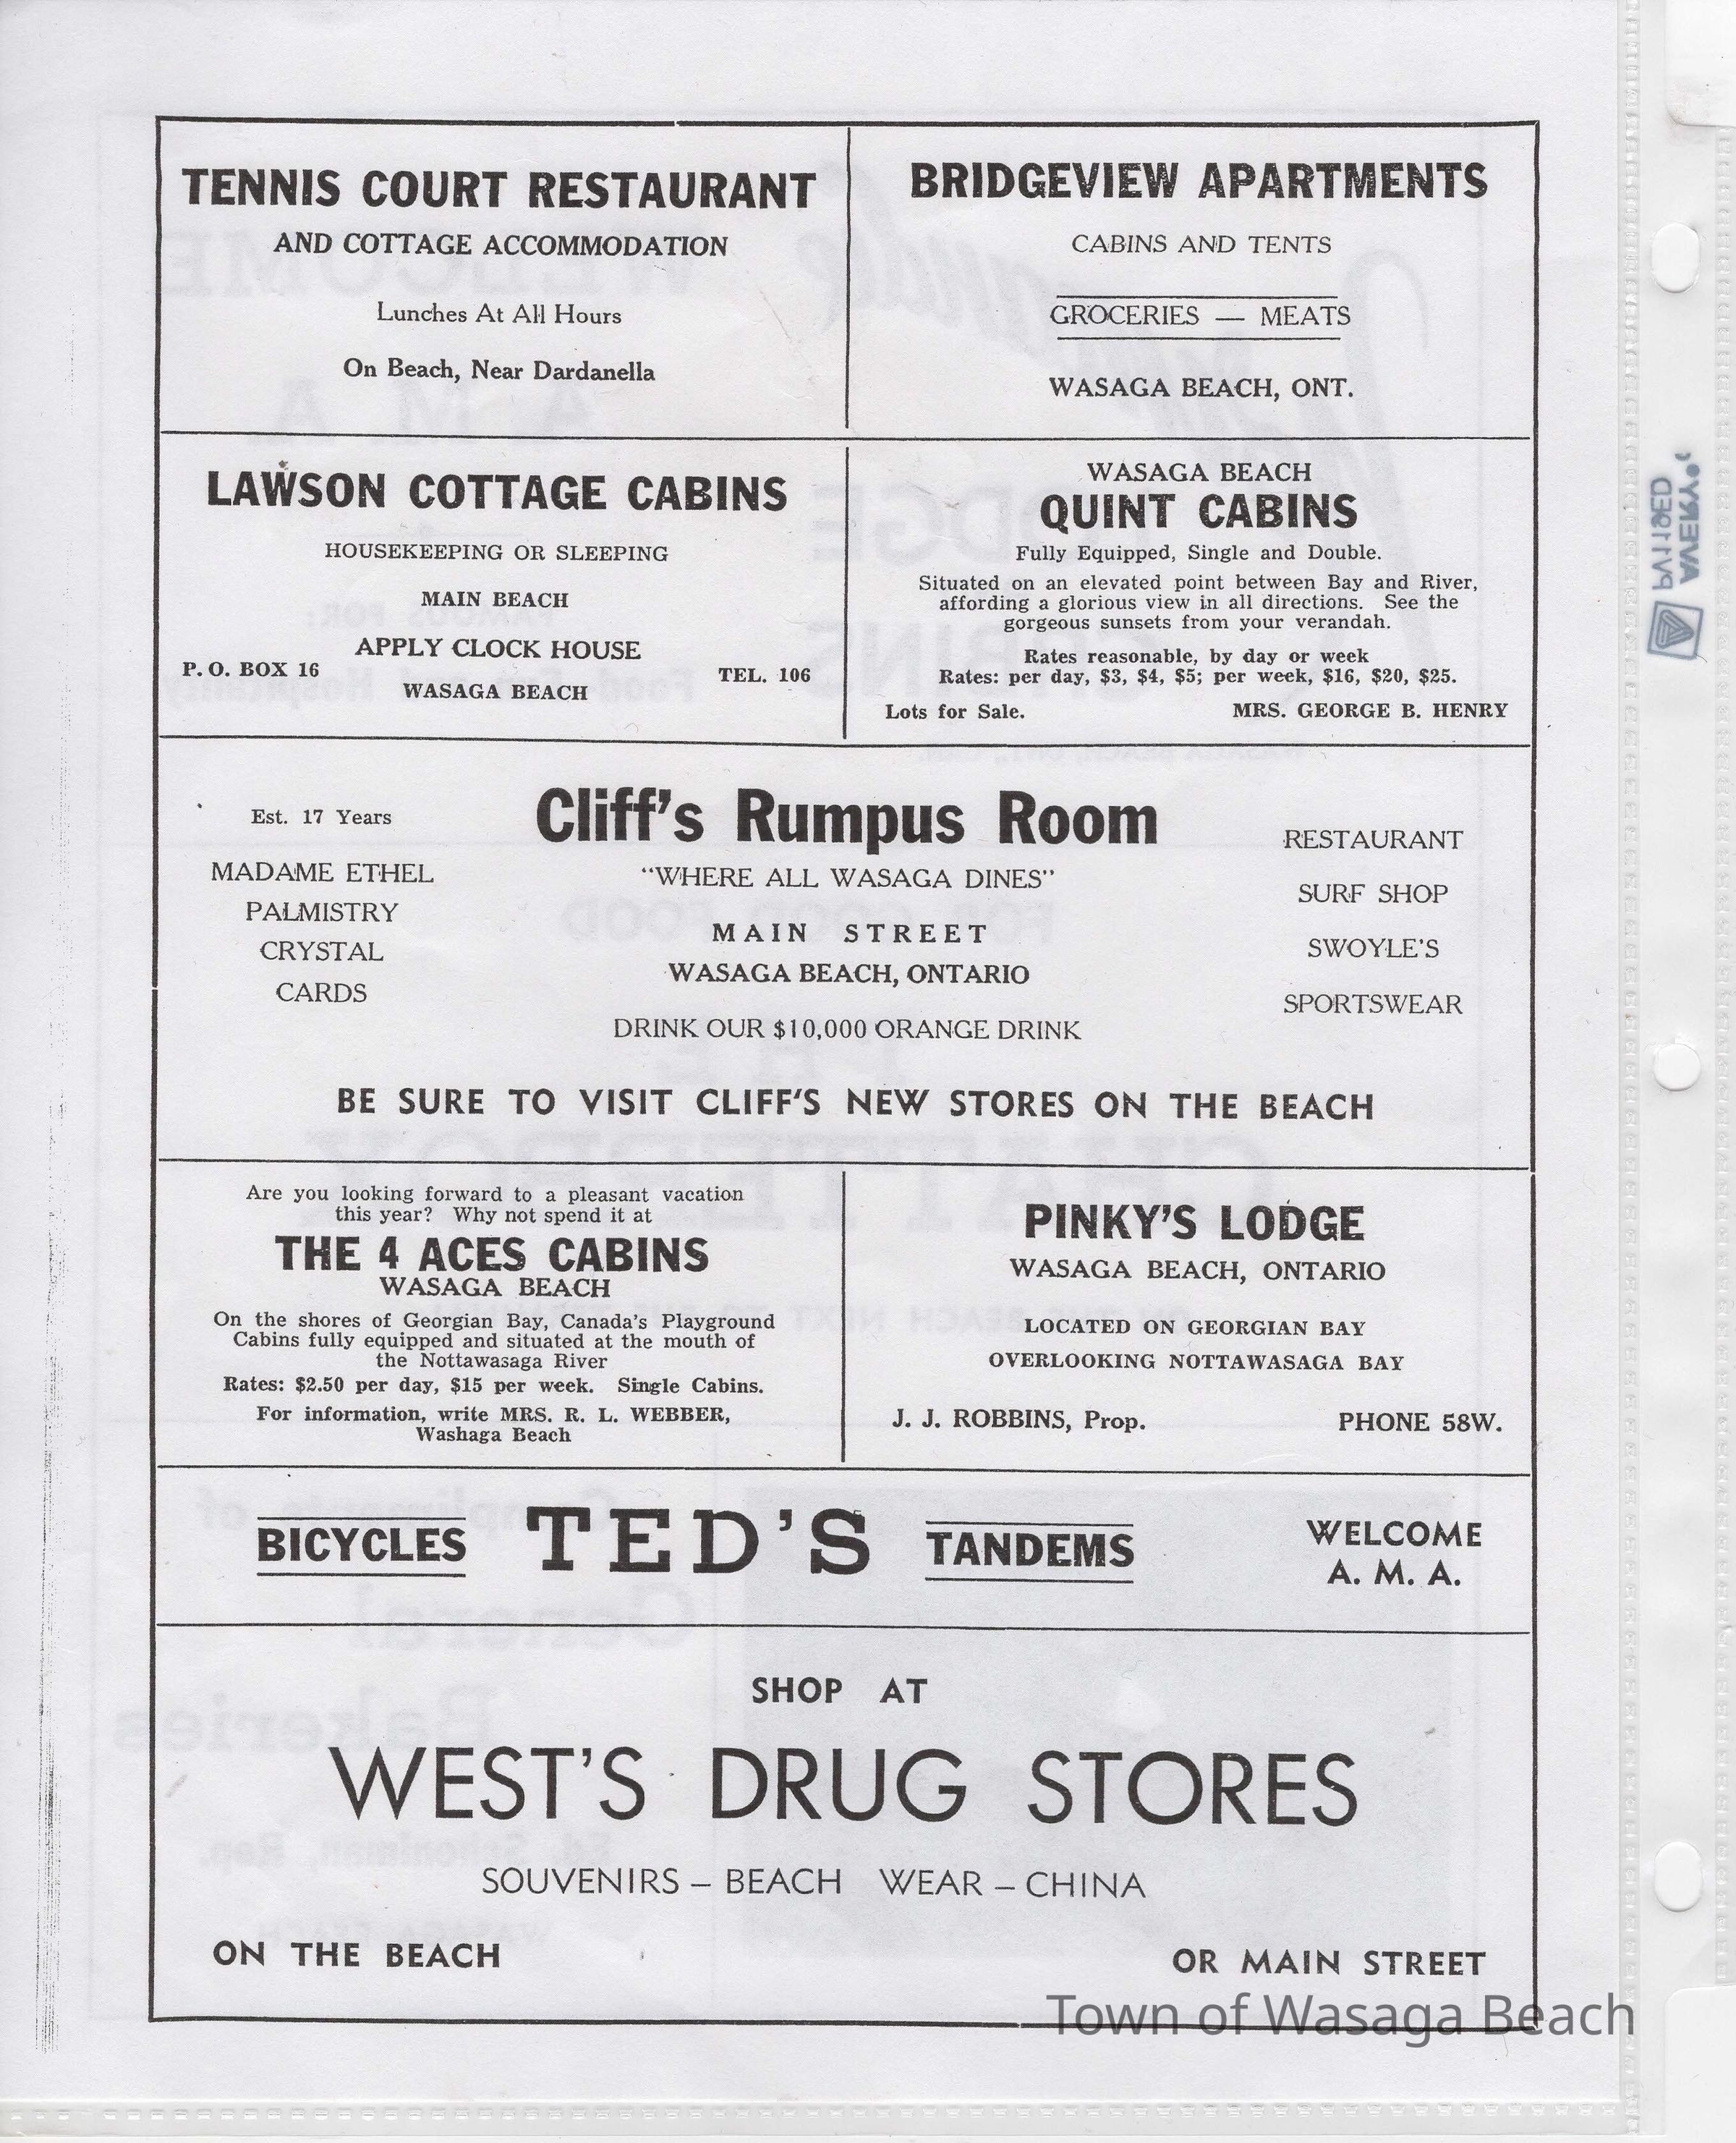 TENNIS COURT RESTAURANT
AND COTTAGE ACCOMMODATION
Lunches At All Hours
On Beach, Near Dardanella
BRIDGEVIEW APARTMENTS
CABINS AND TENTS
GROCERIES — MEATS
WASAGA BEACH, ONT.
LAWSON COTTAGE CABINS
HOUSEKEEPING OR SLEEPING
MAIN BEACH
APPLY CLOCK HOUSE
P. O. BOX 16
TEL. 106
WASAGA BEACH
WASAGA BEACH
QUINT CABINS
Fully Equipped, Single and Double.
Situated on an elevated point between Bay and River,
affording a glorious view in all directions. See the
gorgeous sunsets from your verandah.
Rates reasonable, by day or week
Rates: per day, $3, $4, $5; per week, $16, $20, $25.
Lots for Sale. MRS. GEORGE B. HENRY
Est. 17 Years
MADAME ETHEL
PALMISTRY
CRYSTAL
CARDS
Cliff's Rumpus Room
"WHERE ALL WASAGA DINES"
MAIN STREET
WASAGA BEACH, ONTARIO
DRINK OUR $10,000 ORANGE DRINK
RESTAURANT
SURF SHOP
SWOYLE'S
SPORTSWEAR
BE SURE TO VISIT CLIFF'S NEW STORES ON THE BEACH
Are you looking forward to a pleasant vacation
this year? Why not spend it at
THE 4 ACES CABINS
WASAGA BEACH
On the shores of Georgian Bay, Canada's Playground
Cabins fully equipped and situated at the mouth of
the Nottawasaga River
Rates: $2.50 per day, $15 per week. Single Cabins.
For information, write MRS. R. L. WEBBER,
Washaga Beach
PINKY'S LODGE
WASAGA BEACH, ONTARIO
LOCATED ON GEORGIAN BAY
OVERLOOKING NOTTAWASAGA BAY
J. J. ROBBINS, Prop. PHONE 58W.
BICYCLES TED'S TANDEMS
WELCOME
A. M. A.
SHOP AT
WEST'S DRUG STORES
SOUVENIRS – BEACH WEAR – CHINA
ON THE BEACH OR MAIN STREET
Town of Wasaga Beach
AVERY
PV119ED